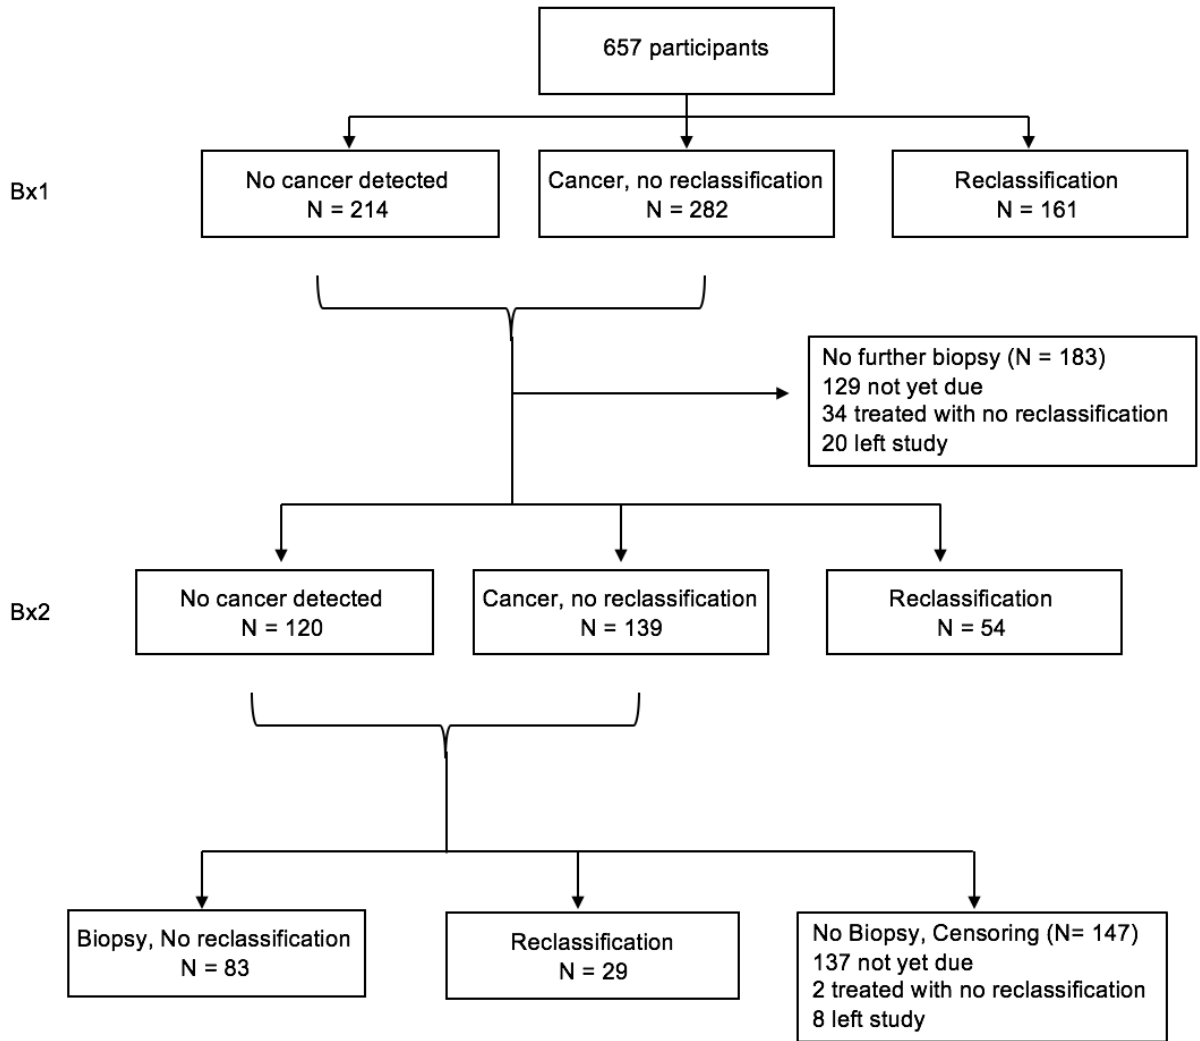 657 participants
Bx1
No cancer detected
N = 214
Cancer, no reclassification
N = 282
Reclassification
N = 161
No further biopsy (N = 183)
129 not yet due
34 treated with no reclassification
20 left study
Bx2
No cancer detected
N = 120
Cancer, no reclassification
N = 139
Reclassification
N = 54
Biopsy, No reclassification
N = 83
Reclassification
N = 29
No Biopsy, Censoring (N= 147)
137 not yet due
2 treated with no reclassification
8 left study